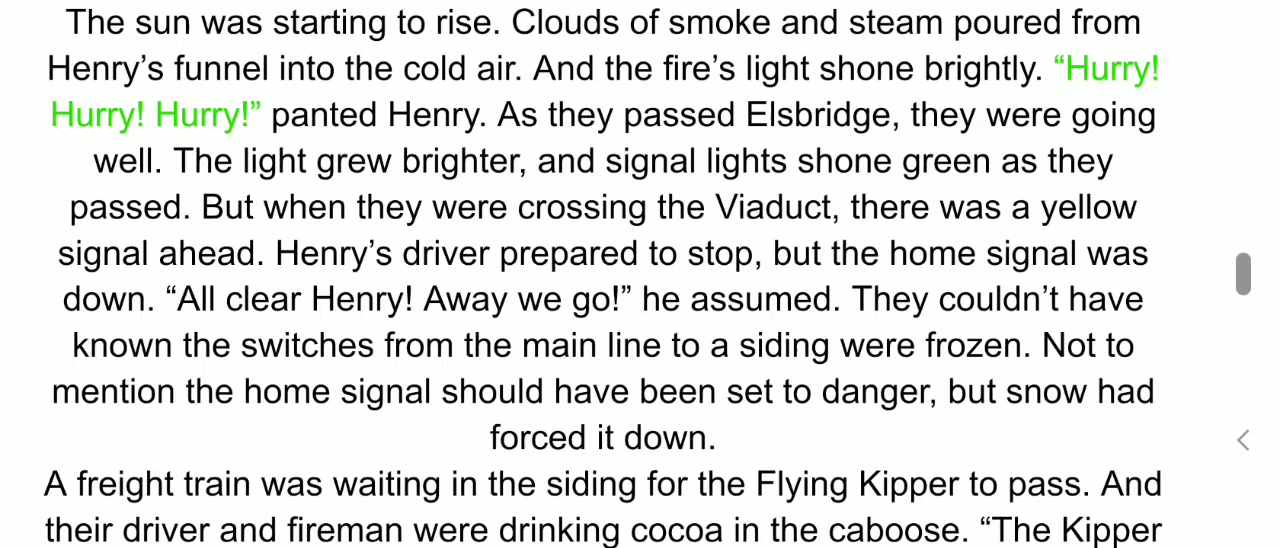 The sun was starting to rise. Clouds of smoke and steam poured from
Henry’s funnel into the cold air. And the fire’s light shone brightly. “Hurry!
Hurry! Hurry!” panted Henry. As they passed Elsbridge, they were going
well. The light grew brighter, and signal lights shone green as they
passed. But when they were crossing the Viaduct, there was a yellow
signal ahead. Henry’s driver prepared to stop, but the home signal was
down. “All clear Henry! Away we go!” he assumed. They couldn’t have
known the switches from the main line to a siding were frozen. Not to
mention the home signal should have been set to danger, but snow had
forced it down.
A freight train was waiting in the siding for the Flying Kipper to pass. And
their driver and fireman were drinking cocoa in the caboose. “The Kipper